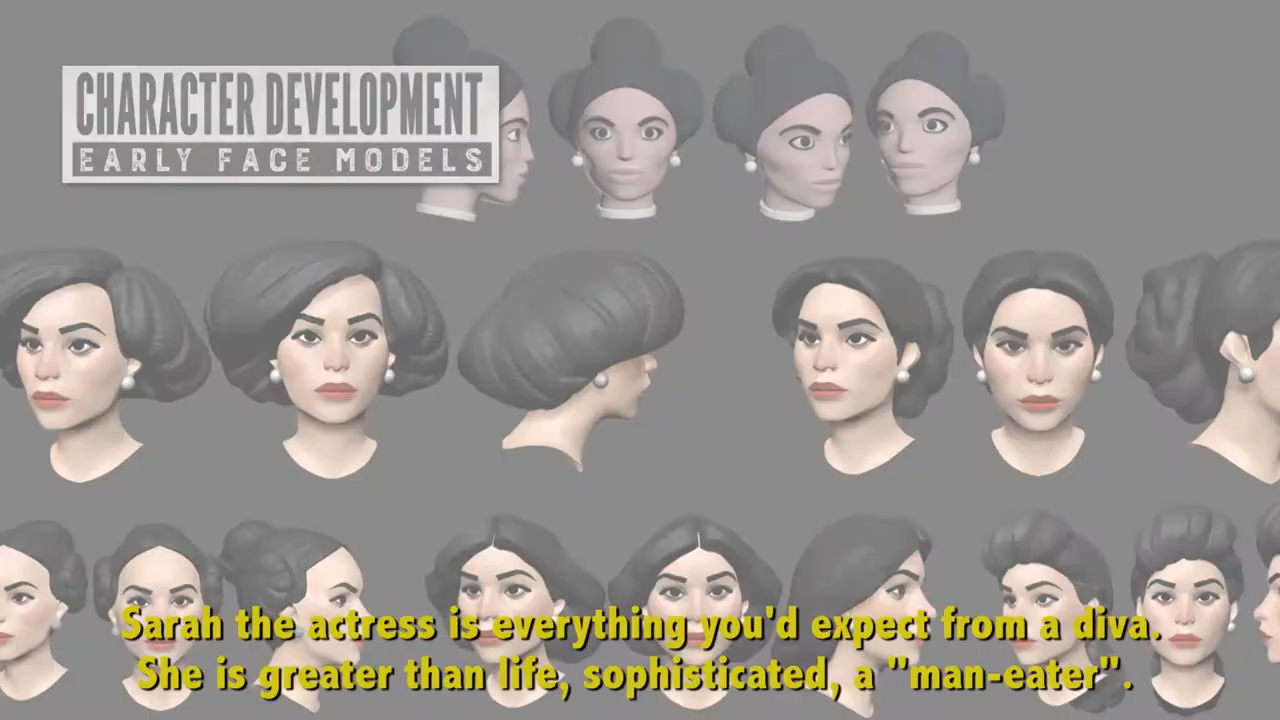 CHARACTER DEVELOPMENT
EARLY FACE MODELS
Sarah the actress is everything you'd expect from a diva.
She is greater than life, sophisticated, a "man-eater".